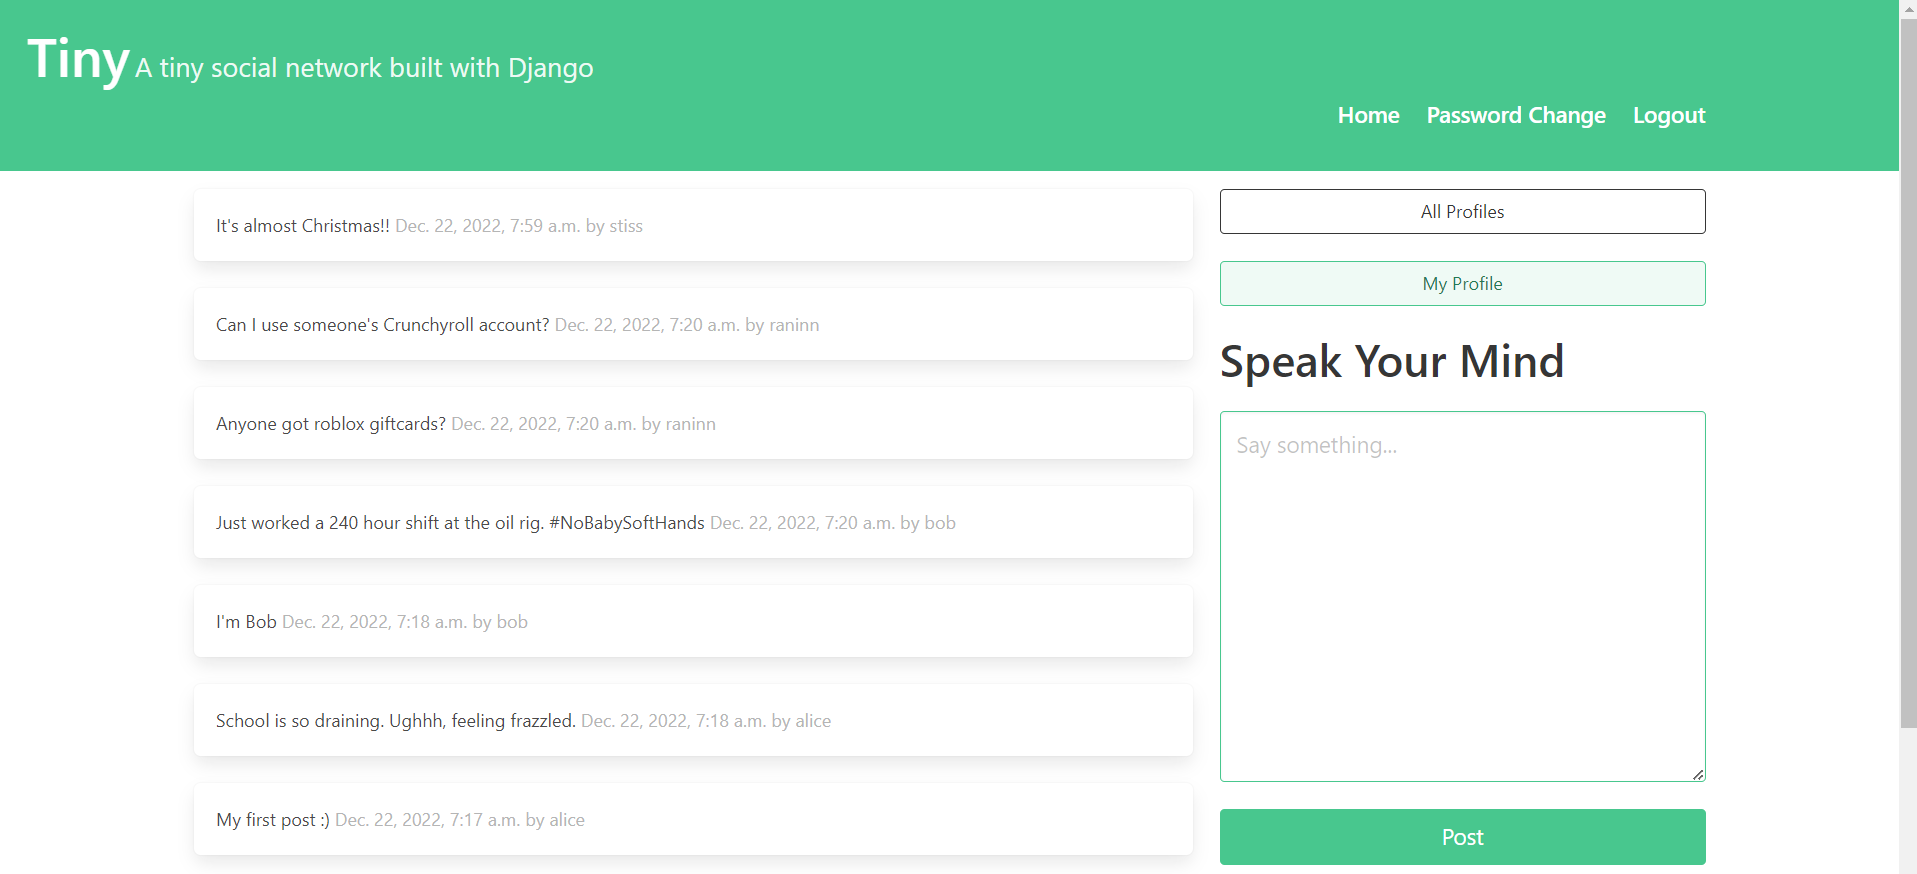 Tiny A tiny social network built with Django
Home Password Change Logout
It's almost Christmas!! Dec. 22, 2022, 7:59 a.m. by stiss
Can I use someone's Crunchyroll account? Dec. 22, 2022, 7:20 a.m. by raninn
Anyone got roblox giftcards? Dec. 22, 2022, 7:20 a.m. by raninn
Just worked a 240 hour shift at the oil rig. #NoBabySoftHands Dec. 22, 2022, 7:20 a.m. by bob
I'm Bob Dec. 22, 2022, 7:18 a.m. by bob
School is so draining. Ughhh, feeling frazzled. Dec. 22, 2022, 7:18 a.m. by alice
My first post :) Dec. 22, 2022, 7:17 a.m. by alice
All Profiles
My Profile
Speak Your Mind
Say something...
Post